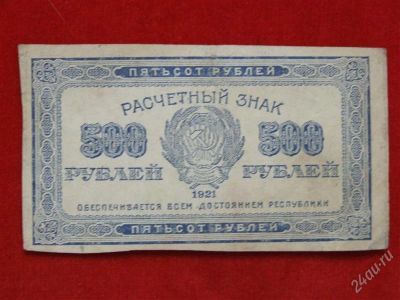 ПЯТЬСОТ РУБЛЕЙ
РАСЧЕТНЫЙ ЗНАК
500 500
РУБЛЕЙ РУБЛЕЙ
1921
ОБЕСПЕЧИВАЕТСЯ ВСЕМ ДОСТОЯНИЕМ РЕСПУБЛИКИ
ПЯТЬСОТ РУБЛЕЙ
24au.ru